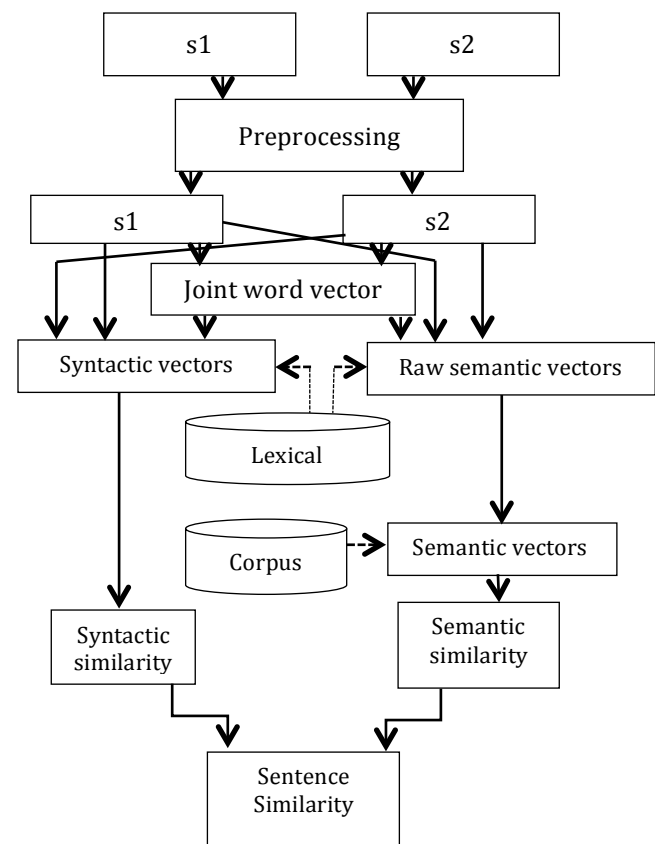 s1
s2
Preprocessing
s1
s2
Joint word vector
Syntactic vectors
Raw semantic vectors
Lexical
Corpus
Semantic vectors
Syntactic
similarity
Semantic
similarity
Sentence
Similarity